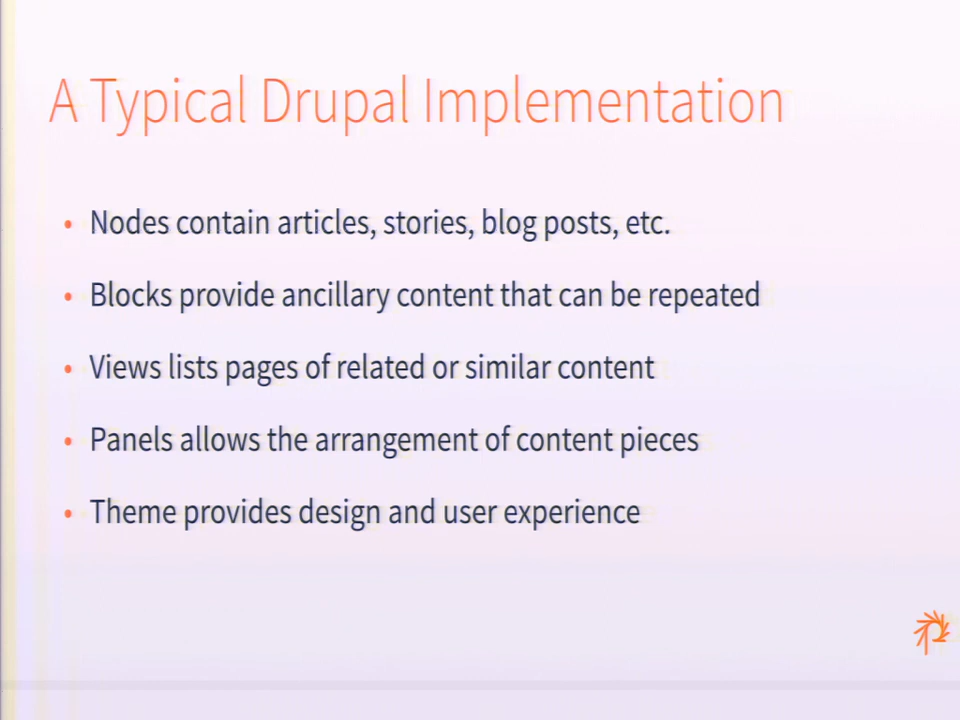 A Typical Drupal Implementation
• Nodes contain articles, stories, blog posts, etc.
• Blocks provide ancillary content that can be repeated
• Views lists pages of related or similar content
• Panels allows the arrangement of content pieces
• Theme provides design and user experience